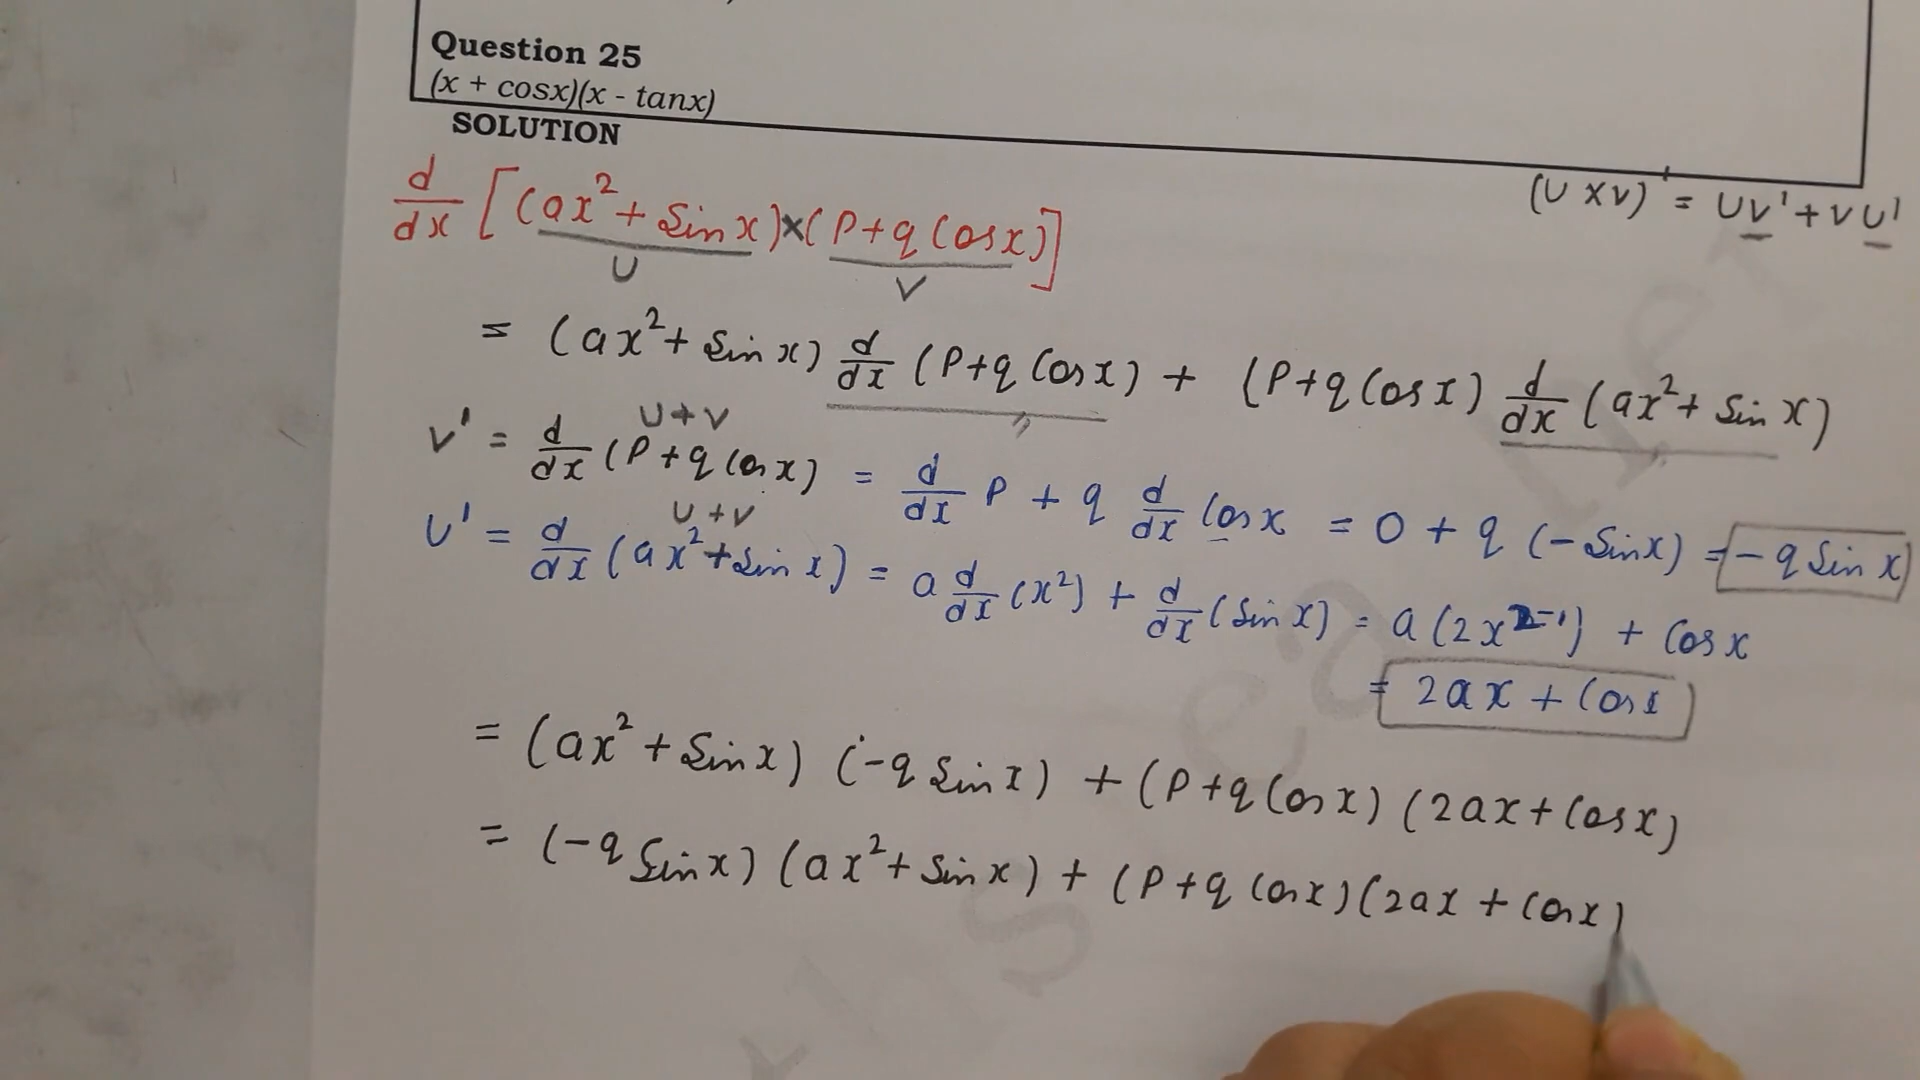 Question 25
(x + cosx)(x - tanx)
SOLUTION
(U × V)' = UV' + VU'
d/dx [(ax² + Sin x) × (P + q Cos x)]
U V
= (ax² + Sin x) d/dx (P + q Cos x) + (P + q Cos x) d/dx (ax² + Sin x)
U + V
V' = d/dx (P + q Cos x) = d/dx P + q d/dx Cos x = 0 + q (- Sin x) = - q Sin x
U + V
U' = d/dx (ax² + Sin x) = a d/dx (x²) + d/dx (Sin x) = a (2x²⁻¹) + Cos x
= 2ax + Cos x
= (ax² + Sin x) (-q Sin x) + (P + q Cos x) (2ax + Cos x)
= (-q Sin x) (ax² + Sin x) + (P + q Cos x) (2ax + Cos x)